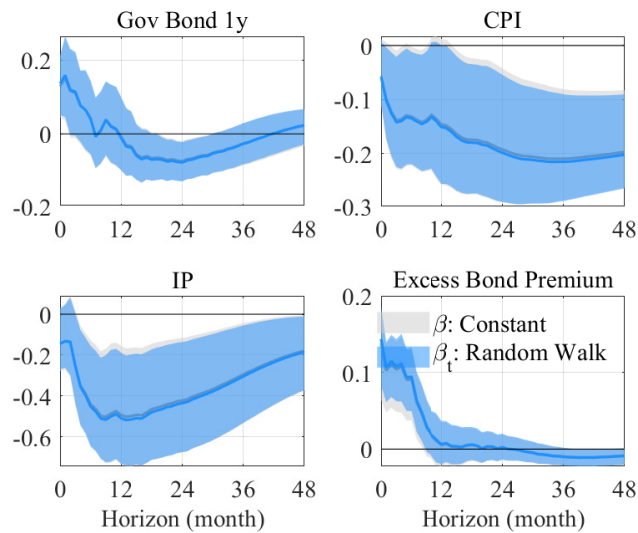 Gov Bond 1y
CPI
0.2
0
-0.2
0 12 24 36 48
0
-0.1
-0.2
-0.3
0 12 24 36 48
IP
Excess Bond Premium
0
-0.2
-0.4
-0.6
0 12 24 36 48
Horizon (month)
0.2
0.1
0
β: Constant
βt: Random Walk
0 12 24 36 48
Horizon (month)